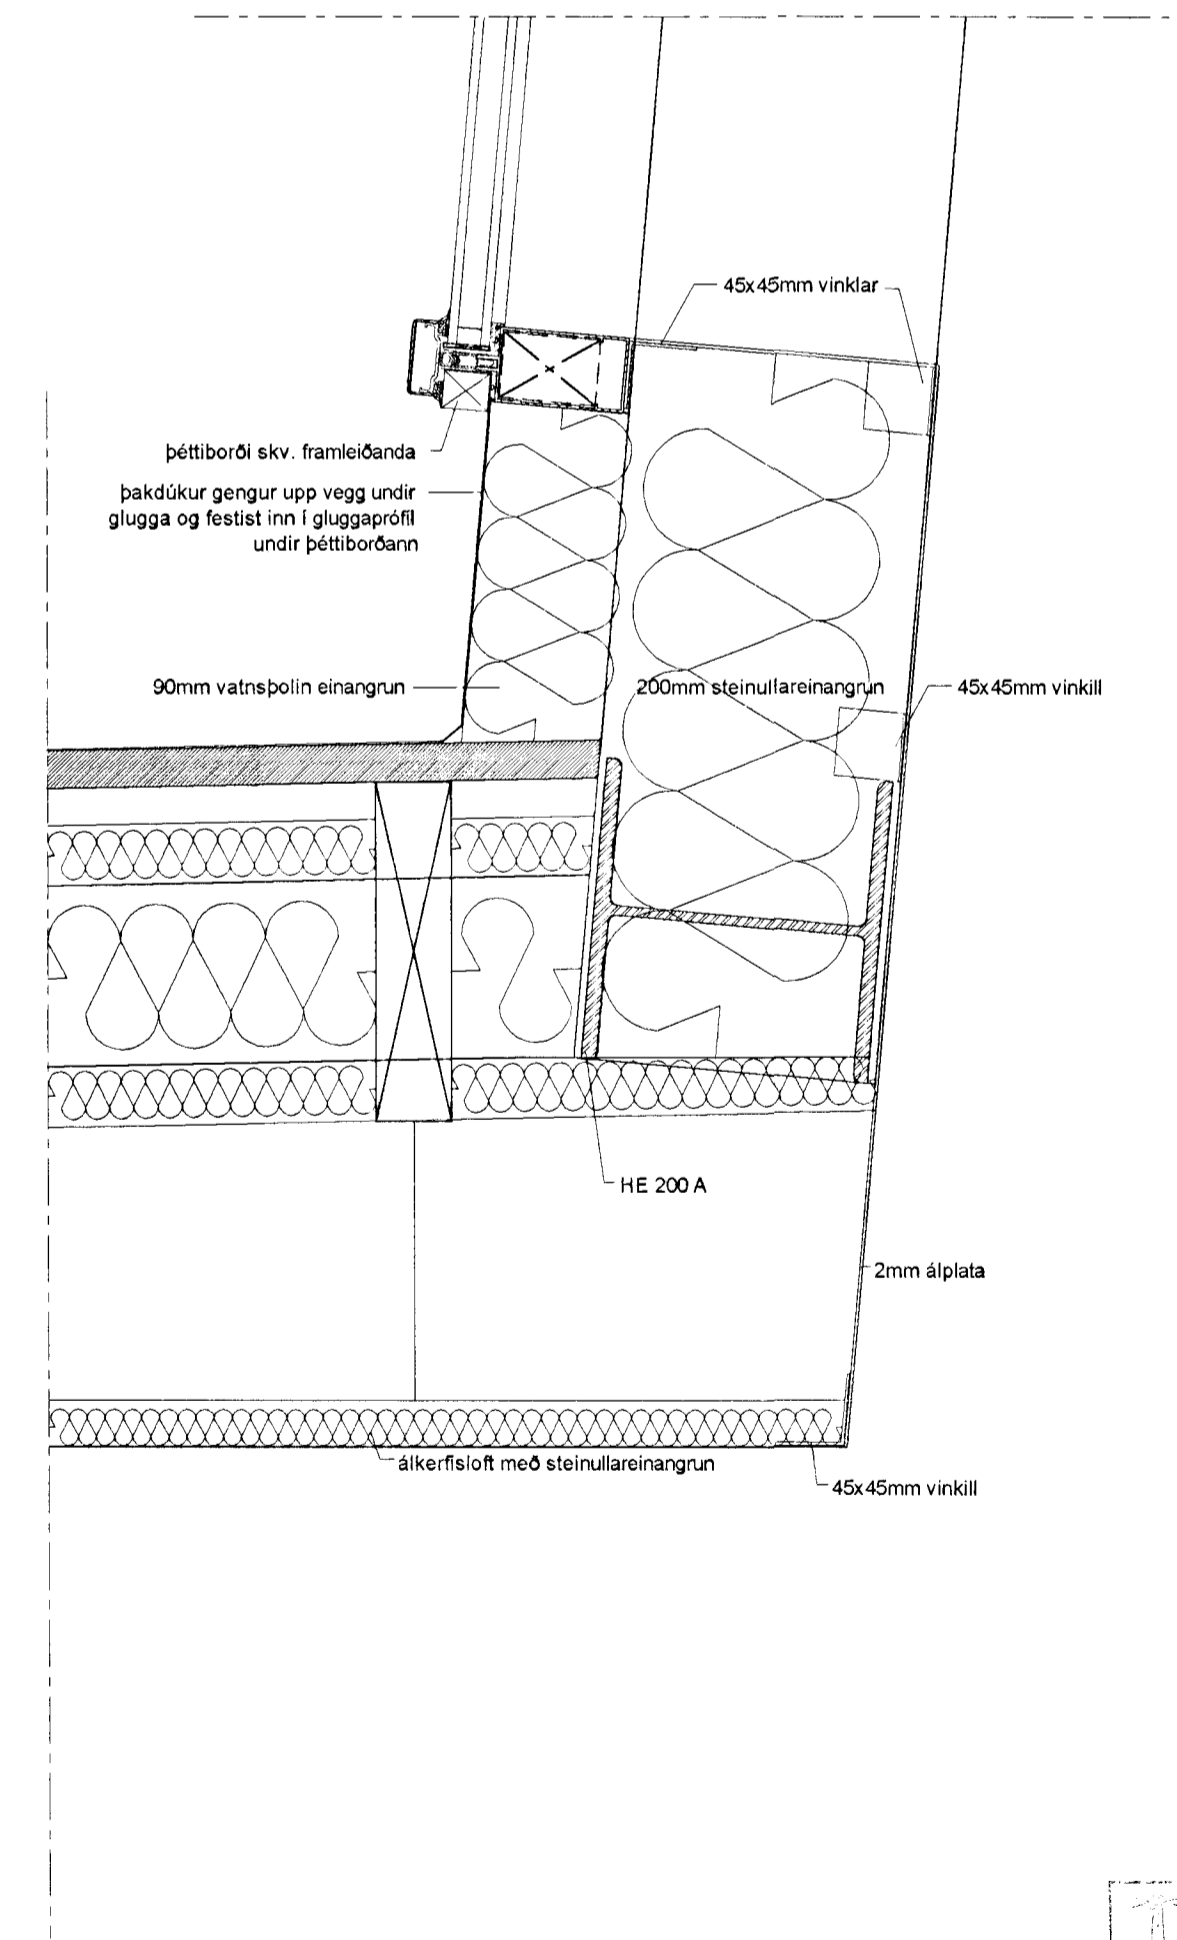 45x45mm vinklar
þéttiborði skv. framleiðanda
þakdúkur gengur upp vegg undir
glugga og festist inn í gluggaprófíl
undir þéttiborðann
90mm vatnsþolin einangrun
200mm steinullareinangrun
45x45mm vinkill
HE 200 A
2mm álplata
álkerfisloft með steinullareinangrun
45x45mm vinkill